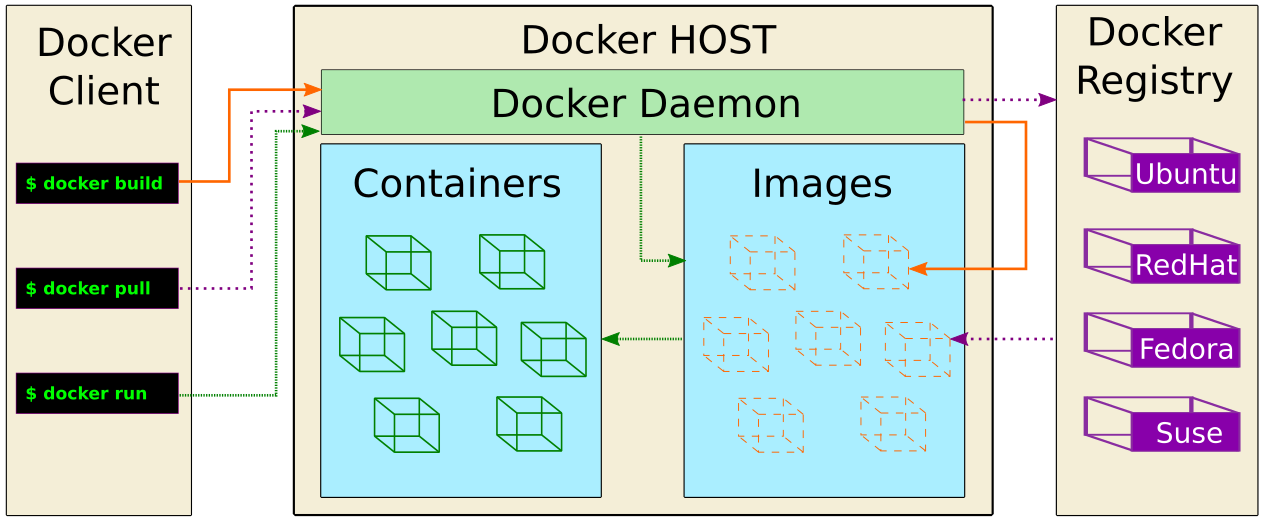 Docker
Client
$ docker build
$ docker pull
$ docker run
Docker HOST
Docker Daemon
Containers
Images
Docker
Registry
Ubuntu
RedHat
Fedora
Suse